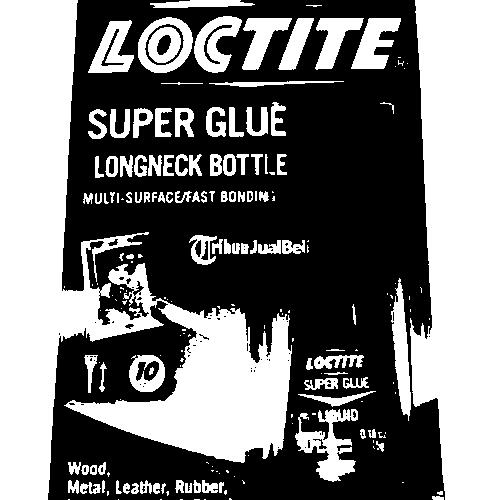 LOCTITE
SUPER GLUE
LONGNECK BOTTLE
MULTI-SURFACE/FAST BONDING
TribunJualBeli
10
LOCTITE
SUPER GLUE
LIQUID
Wood,
Metal, Leather, Rubber,